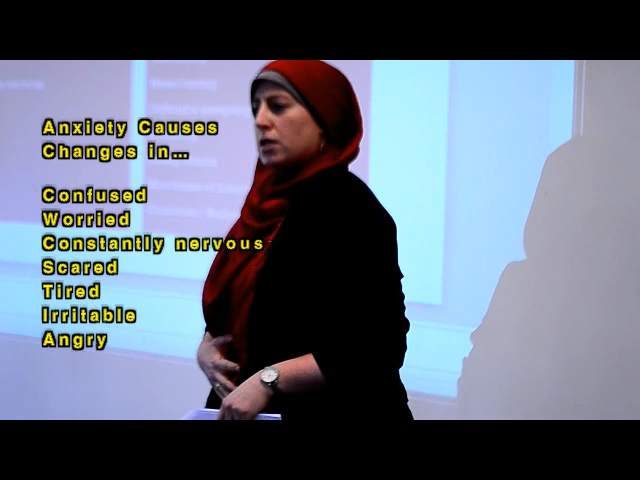 Anxiety Causes
Changes in...
Confused
Worried
Constantly nervous
Scared
Tired
Irritable
Angry